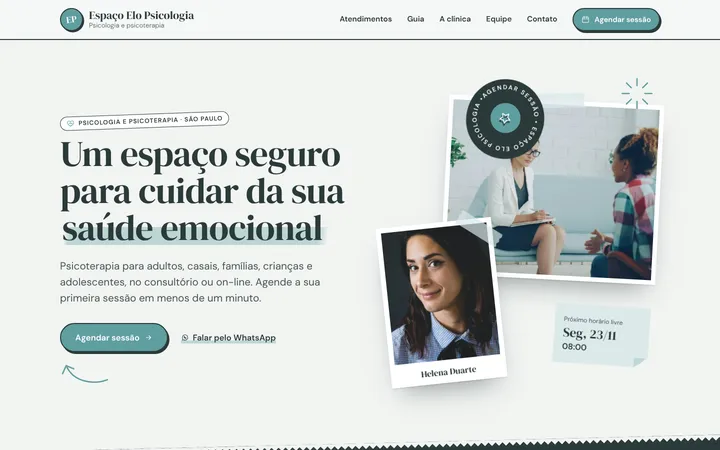 EP
Espaço Elo Psicologia
Psicologia e psicoterapia
Atendimentos
Guia
A clínica
Equipe
Contato
Agendar sessão
PSICOLOGIA E PSICOTERAPIA · SÃO PAULO
Um espaço seguro
para cuidar da sua
saúde emocional
Psicoterapia para adultos, casais, famílias, crianças e
adolescentes, no consultório ou on-line. Agende a sua
primeira sessão em menos de um minuto.
Agendar sessão
Falar pelo WhatsApp
AGENDAR SESSÃO • ESPAÇO ELO PSICOLOGIA •
Helena Duarte
Próximo horário livre
Seg, 23/11
08:00